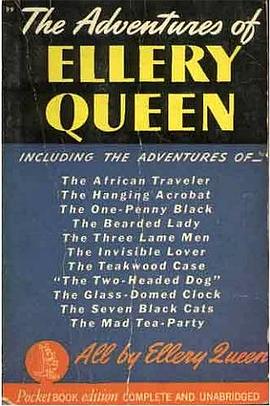 99
The Adventures of
ELLERY
QUEEN
INCLUDING THE ADVENTURES OF—
The African Traveler
The Hanging Acrobat
The One-Penny Black
The Bearded Lady
The Three Lame Men
The Invisible Lover
The Teakwood Case
"The Two-Headed Dog"
The Glass-Domed Clock
The Seven Black Cats
The Mad Tea-Party
All by Ellery Queen
Pocket BOOK edition COMPLETE AND UNABRIDGED